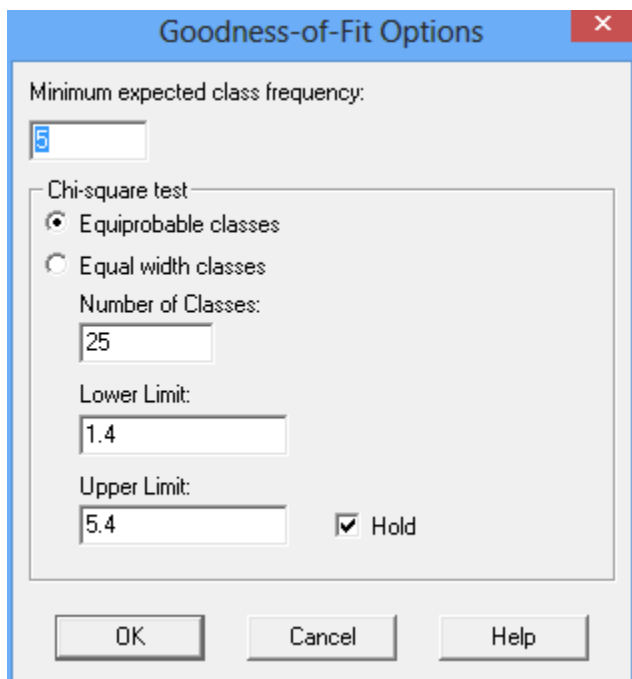 Goodness-of-Fit Options
Minimum expected class frequency:
5
Chi-square test
Equiprobable classes
Equal width classes
Number of Classes:
25
Lower Limit:
1.4
Upper Limit:
5.4
Hold
OK
Cancel
Help